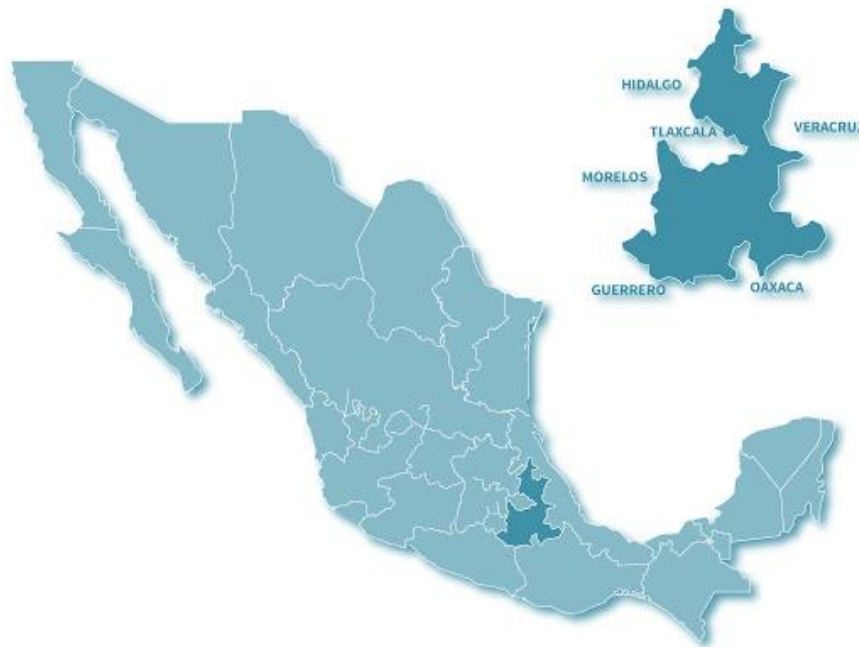 HIDALGO
TLAXCALA
VERACRUZ
MORELOS
GUERRERO
OAXACA